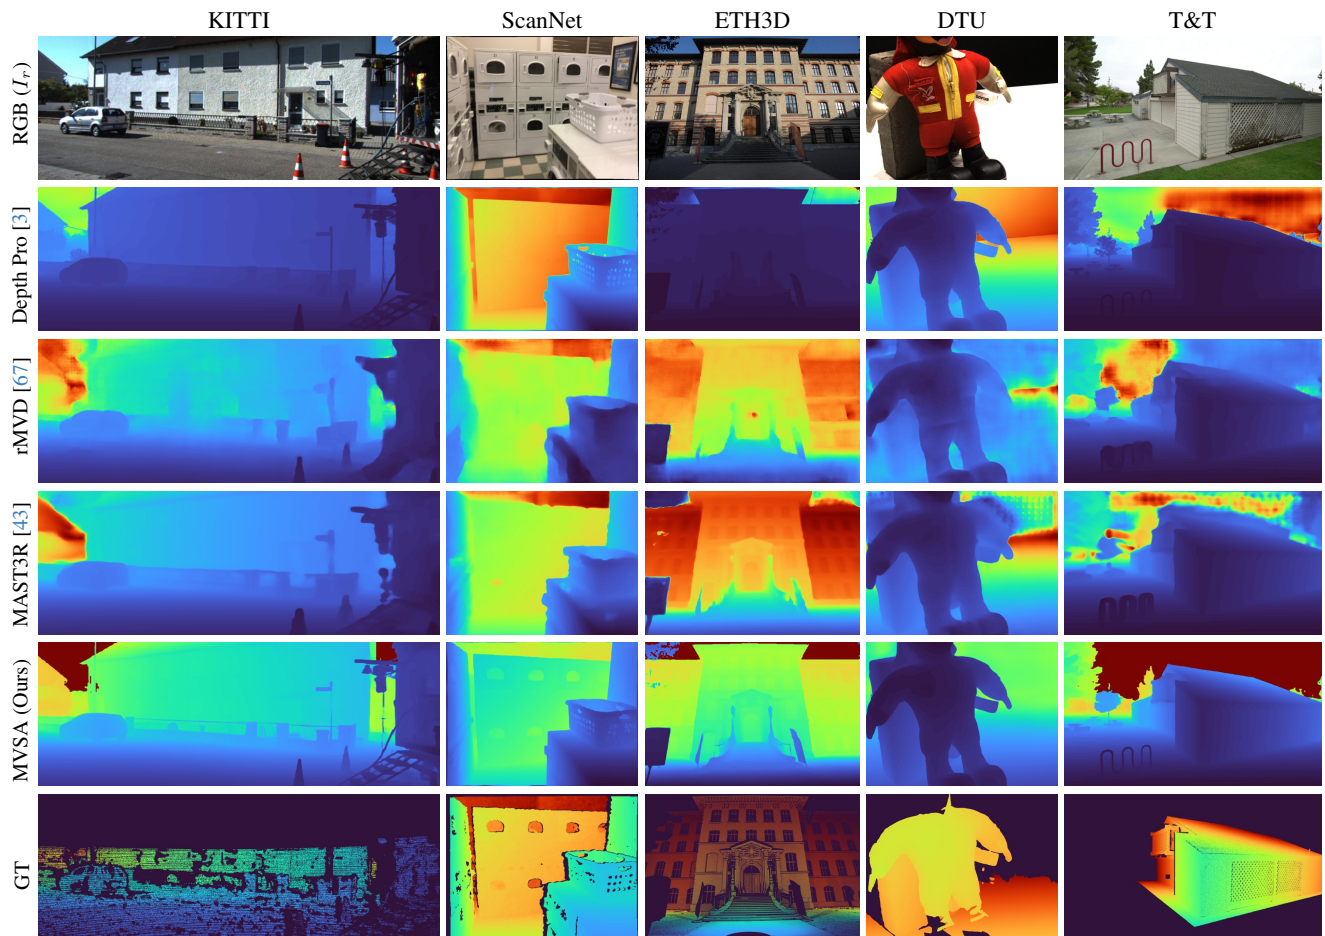 KITTI ScanNet ETH3D DTU T&T
RGB (I_r)
Depth Pro [3]
rMVD [67]
MAST3R [43]
MVSA (Ours)
GT